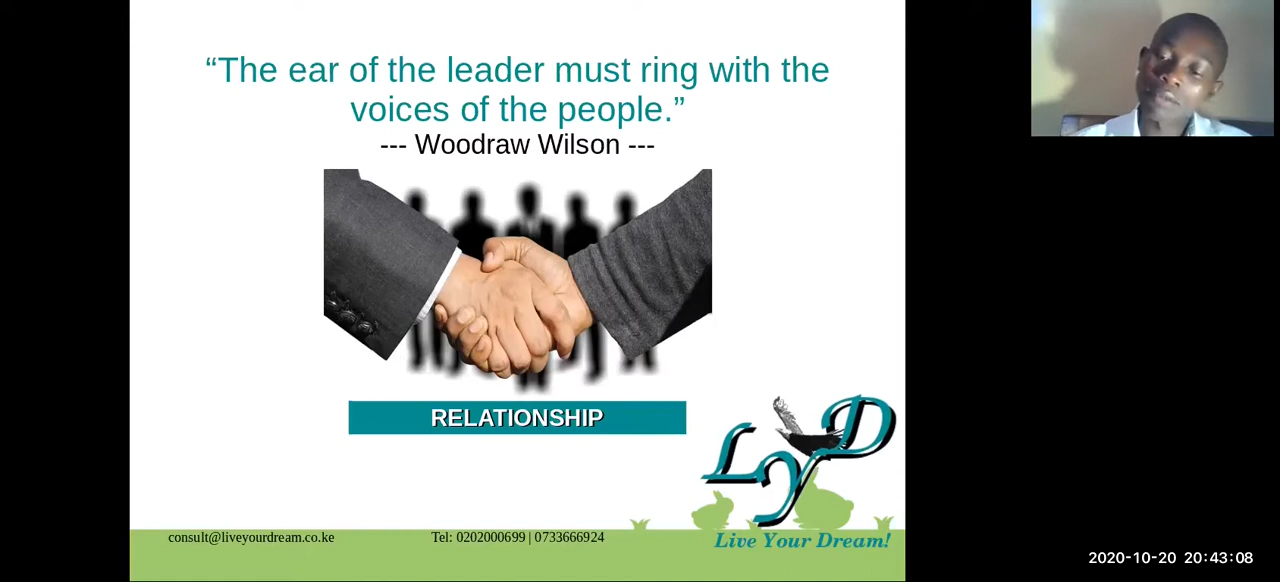 “The ear of the leader must ring with the
voices of the people.”
--- Woodraw Wilson ---
RELATIONSHIP
LYD
Live Your Dream!
consult@liveyourdream.co.ke
Tel: 0202000699 | 0733666924
2020-10-20 20:43:08